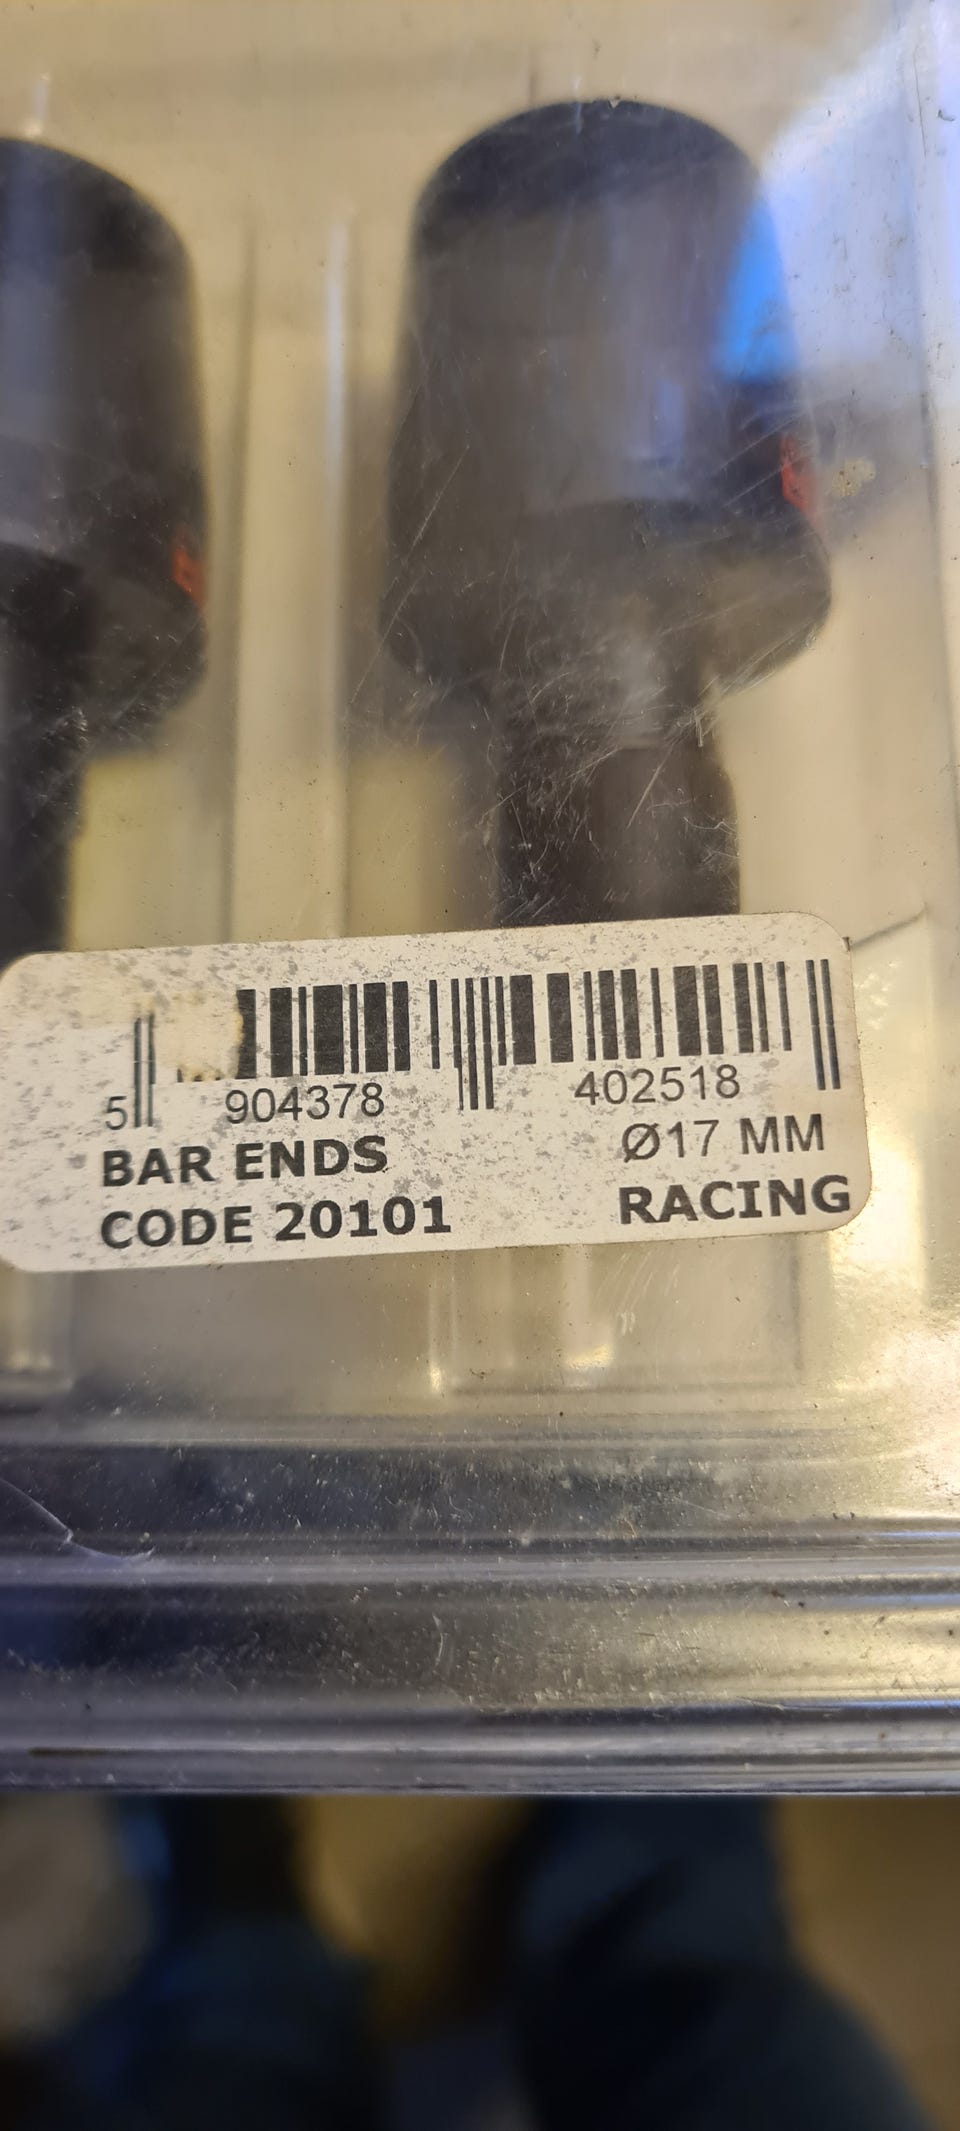 5 904378 402518
BAR ENDS Ø17 MM
CODE 20101 RACING